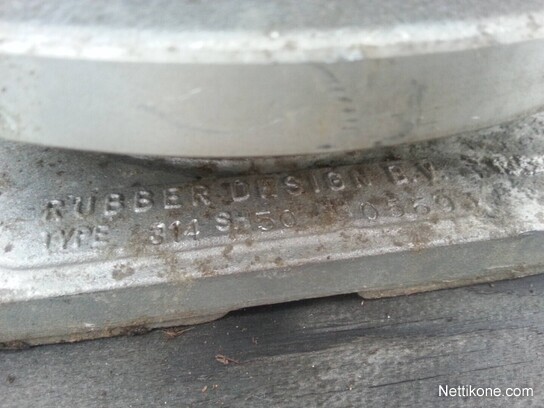 RUBBER DESIGN B.V.
TYPE 314 SH50
Nettikone.com